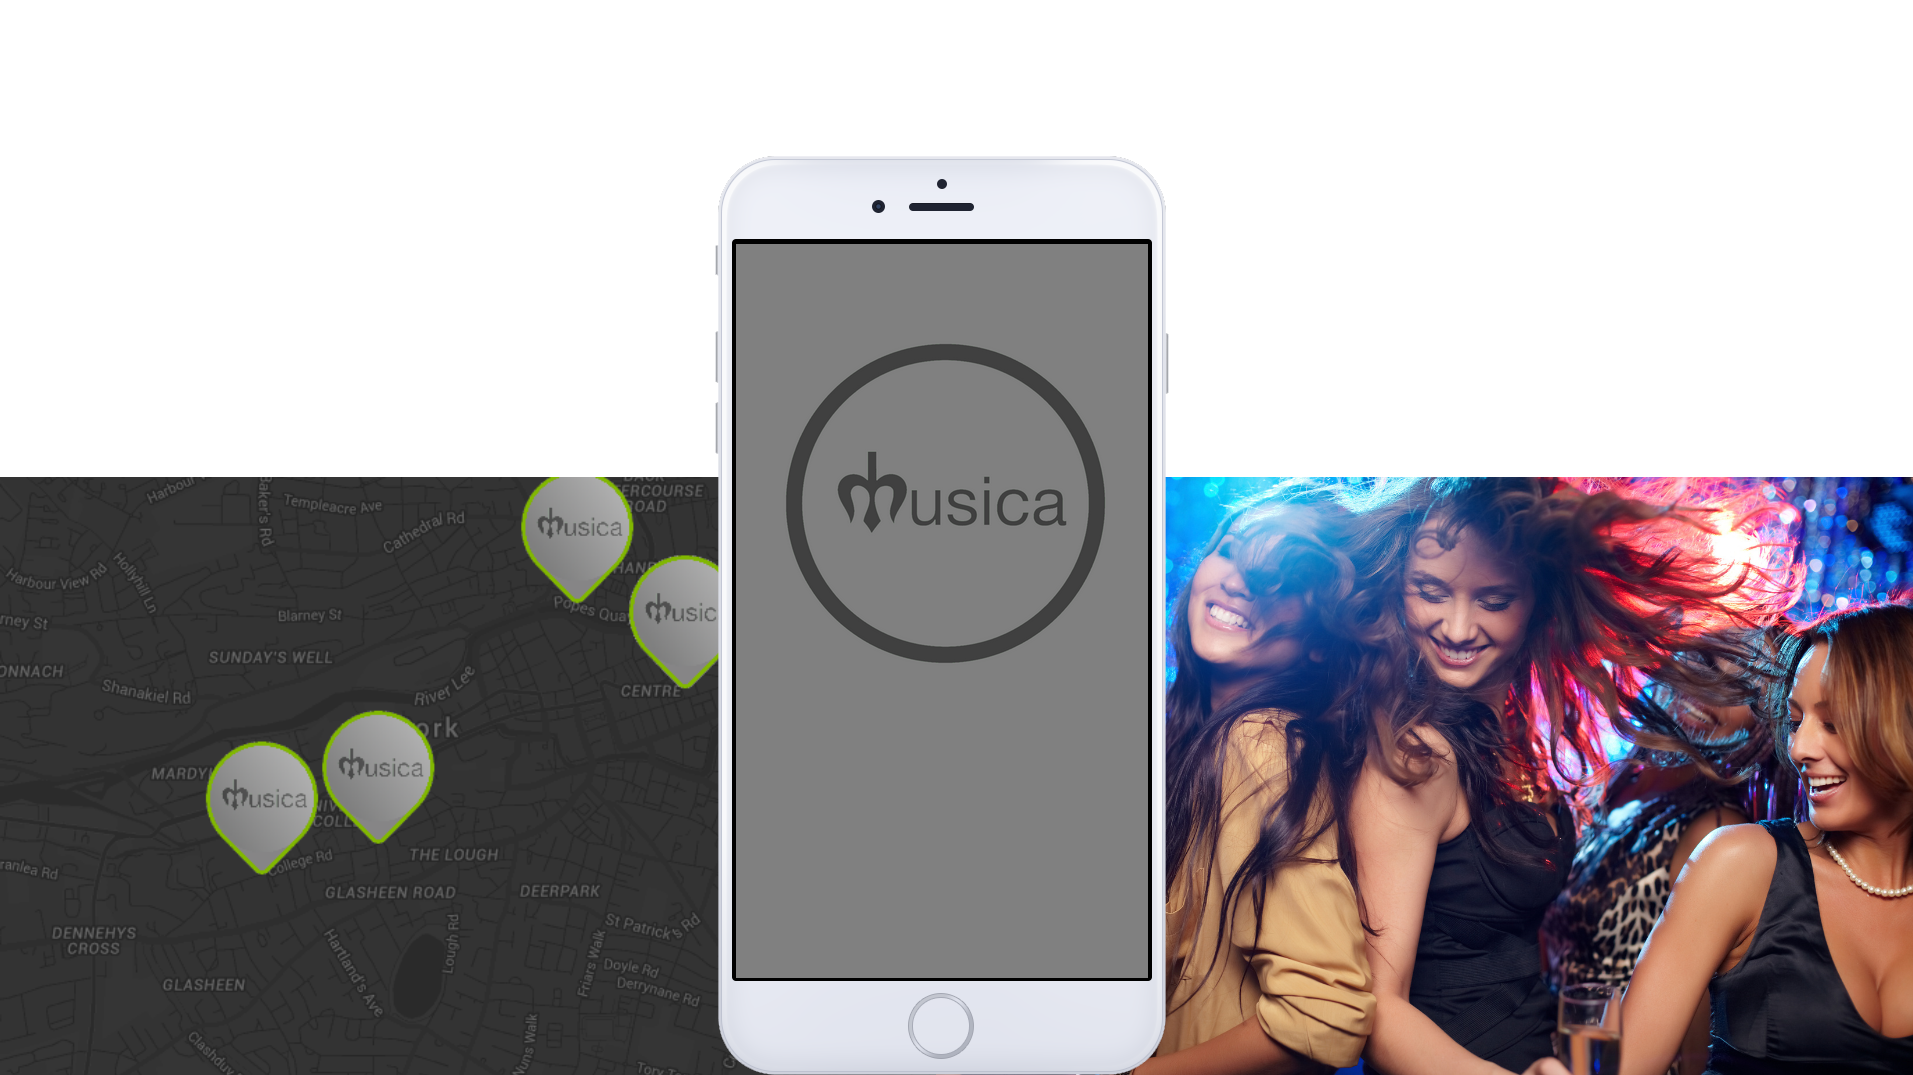 musica
Harbour
Baker's Rd
Templeacre Ave
Cathedral Rd
ERCOURSE
ROAD
musica
Harbour View Rd
Hollyhill Ln
HAND
Popes Quay
music
rney St
Blarney St
SUNDAY'S WELL
ONNACH
Shanakiel Rd
River Lee
CENTRE
ork
MARDY
musica
musica
NIV
COLL
College Rd
ranlea Rd
THE LOUGH
GLASHEEN ROAD
DEERPARK
DENNEHYS
CROSS
Hartland's Ave
Lough Rd
St Patrick's Rd
Friars Walk
Doyle Rd
Derrynane Rd
GLASHEEN
Nuns Walk
Tory T